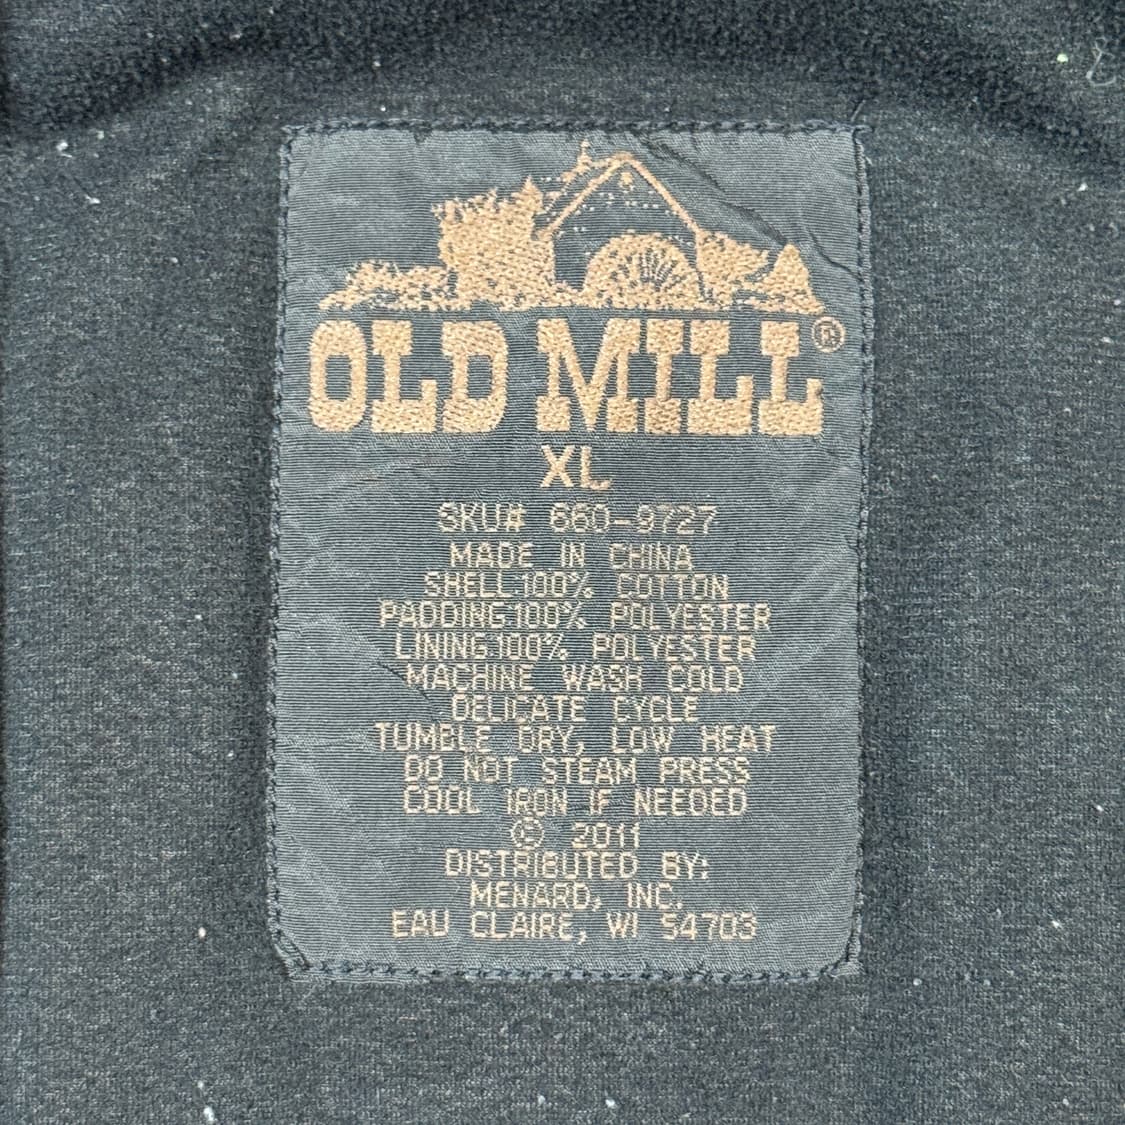 OLD MILL®
XL
SKU# 660-9727
MADE IN CHINA
SHELL:100% COTTON
PADDING:100% POLYESTER
LINING:100% POLYESTER
MACHINE WASH COLD
DELICATE CYCLE
TUMBLE DRY, LOW HEAT
DO NOT STEAM PRESS
COOL IRON IF NEEDED
© 2011
DISTRIBUTED BY:
MENARD, INC.
EAU CLAIRE, WI 54703